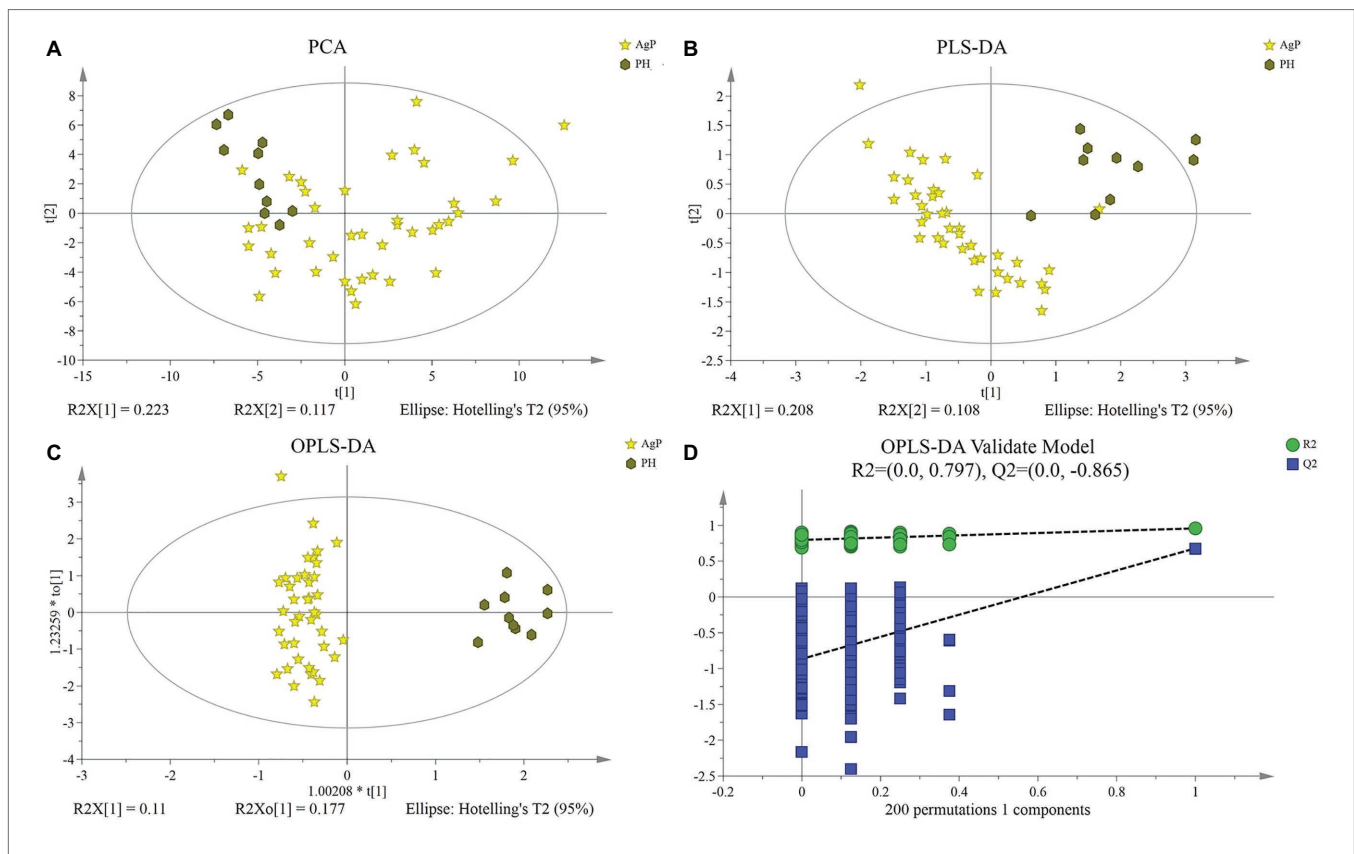 A
PCA
AgP
PH
t[2]
8
6
4
2
0
-2
-4
-6
-8
-10
-15
-10
-5
0
5
10
t[1]
R2X[1] = 0.223
R2X[2] = 0.117
Ellipse: Hotelling's T2 (95%)
B
PLS-DA
AgP
PH
t[2]
2
1.5
1
0.5
0
-0.5
-1
-1.5
-2
-2.5
-4
-3
-2
-1
0
1
2
3
t[1]
R2X[1] = 0.208
R2X[2] = 0.108
Ellipse: Hotelling's T2 (95%)
C
OPLS-DA
AgP
PH
1.23259 * to[1]
3
2
1
0
-1
-2
-3
-4
-3
-2
-1
0
1
2
1.00208 * t[1]
R2X[1] = 0.11
R2Xo[1] = 0.177
Ellipse: Hotelling's T2 (95%)
D
OPLS-DA Validate Model
R2=(0.0, 0.797), Q2=(0.0, -0.865)
R2
Q2
1
0.5
0
-0.5
-1
-1.5
-2
-2.5
-0.2
0
0.2
0.4
0.6
0.8
1
200 permutations 1 components